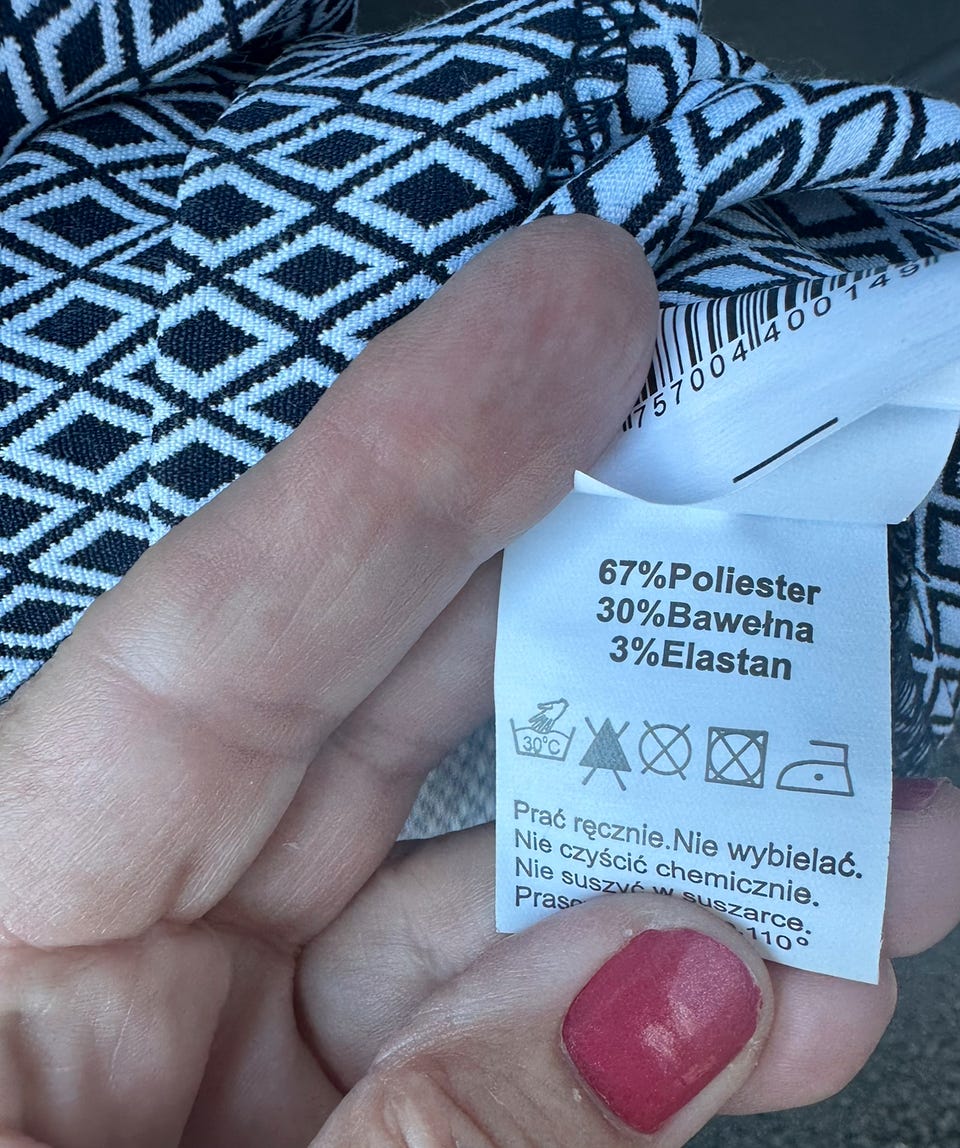 757004400149
67%Poliester
30%Bawełna
3%Elastan
30°C
Prać ręcznie.Nie wybielać.
Nie czyścić chemicznie.
Nie suszyć w suszarce.
110°